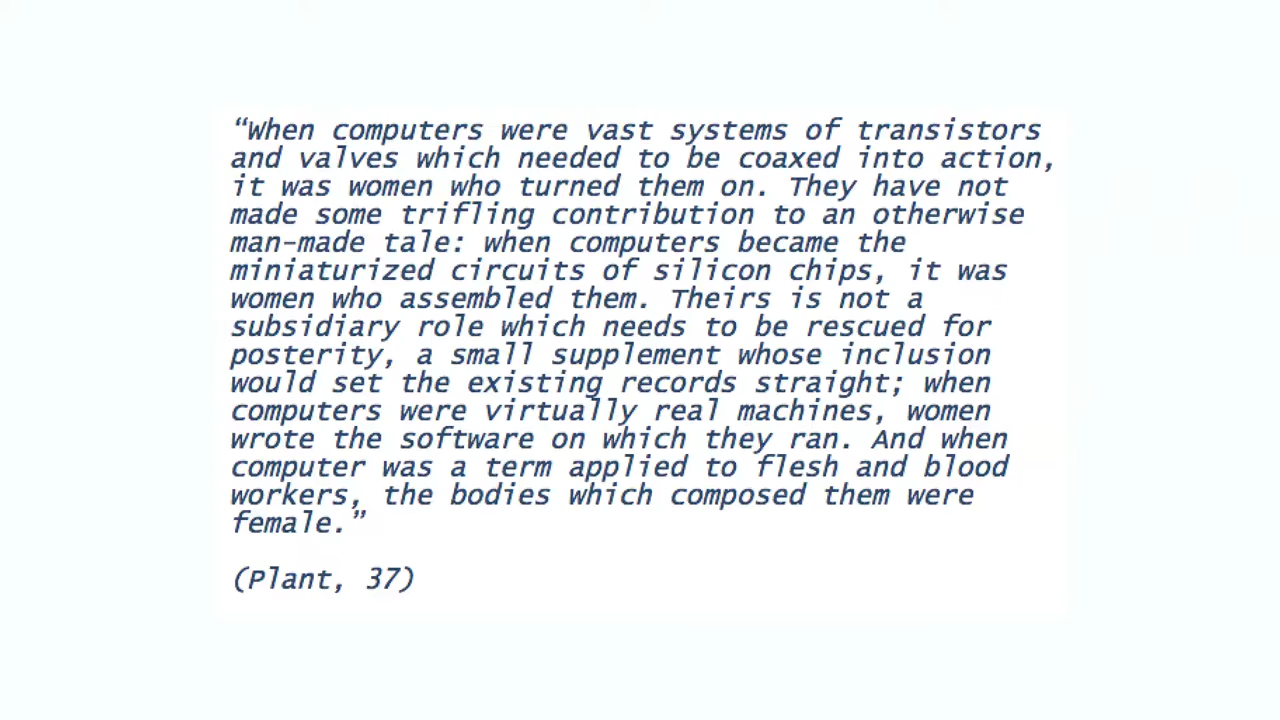 “When computers were vast systems of transistors
and valves which needed to be coaxed into action,
it was women who turned them on. They have not
made some trifling contribution to an otherwise
man-made tale: when computers became the
miniaturized circuits of silicon chips, it was
women who assembled them. Theirs is not a
subsidiary role which needs to be rescued for
posterity, a small supplement whose inclusion
would set the existing records straight; when
computers were virtually real machines, women
wrote the software on which they ran. And when
computer was a term applied to flesh and blood
workers, the bodies which composed them were
female.”
(Plant, 37)